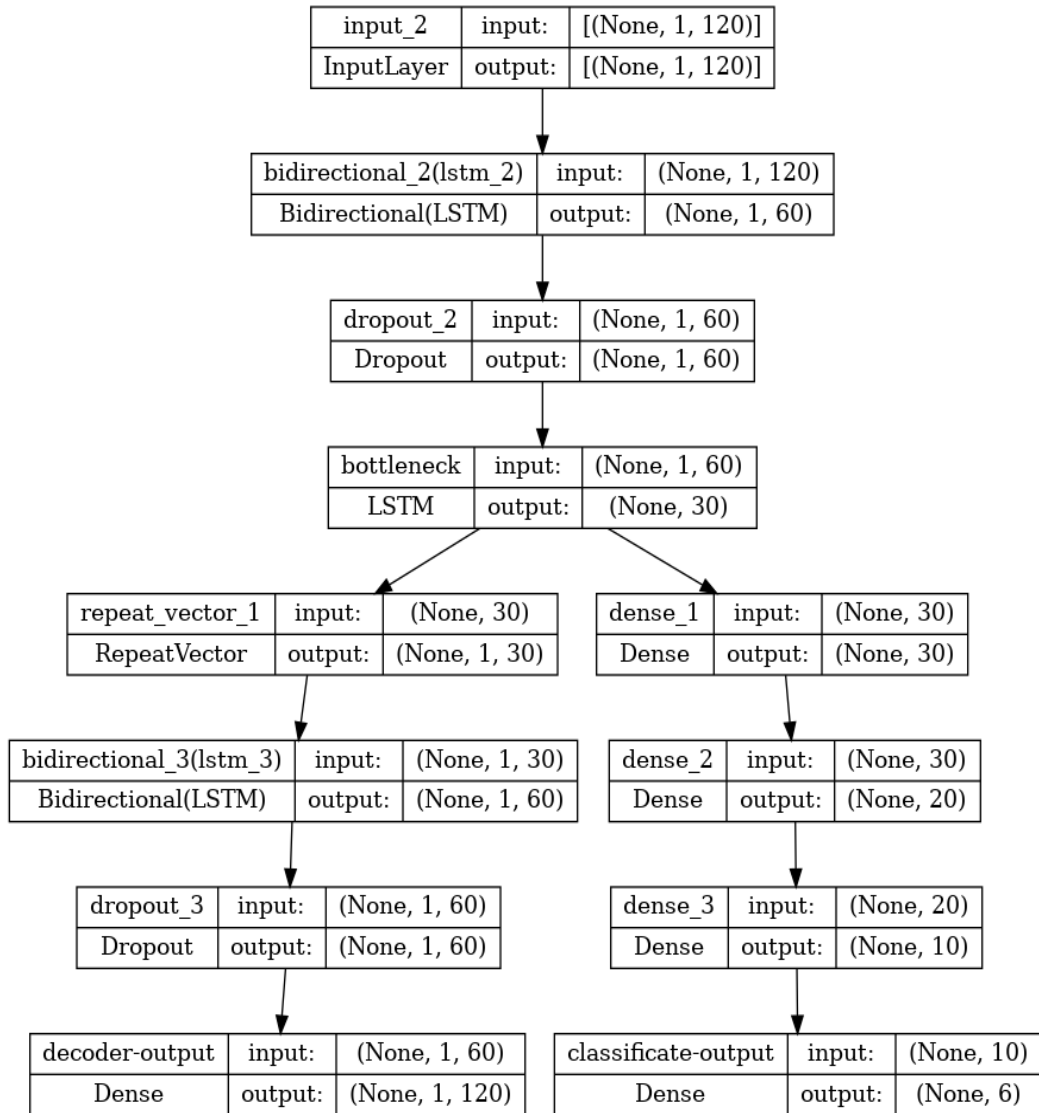 input_2 input: [(None, 1, 120)]
InputLayer output: [(None, 1, 120)]
bidirectional_2(lstm_2) input: (None, 1, 120)
Bidirectional(LSTM) output: (None, 1, 60)
dropout_2 input: (None, 1, 60)
Dropout output: (None, 1, 60)
bottleneck input: (None, 1, 60)
LSTM output: (None, 30)
repeat_vector_1 input: (None, 30)
RepeatVector output: (None, 1, 30)
dense_1 input: (None, 30)
Dense output: (None, 30)
bidirectional_3(lstm_3) input: (None, 1, 30)
Bidirectional(LSTM) output: (None, 1, 60)
dense_2 input: (None, 30)
Dense output: (None, 20)
dropout_3 input: (None, 1, 60)
Dropout output: (None, 1, 60)
dense_3 input: (None, 20)
Dense output: (None, 10)
decoder-output input: (None, 1, 60)
Dense output: (None, 1, 120)
classificate-output input: (None, 10)
Dense output: (None, 6)